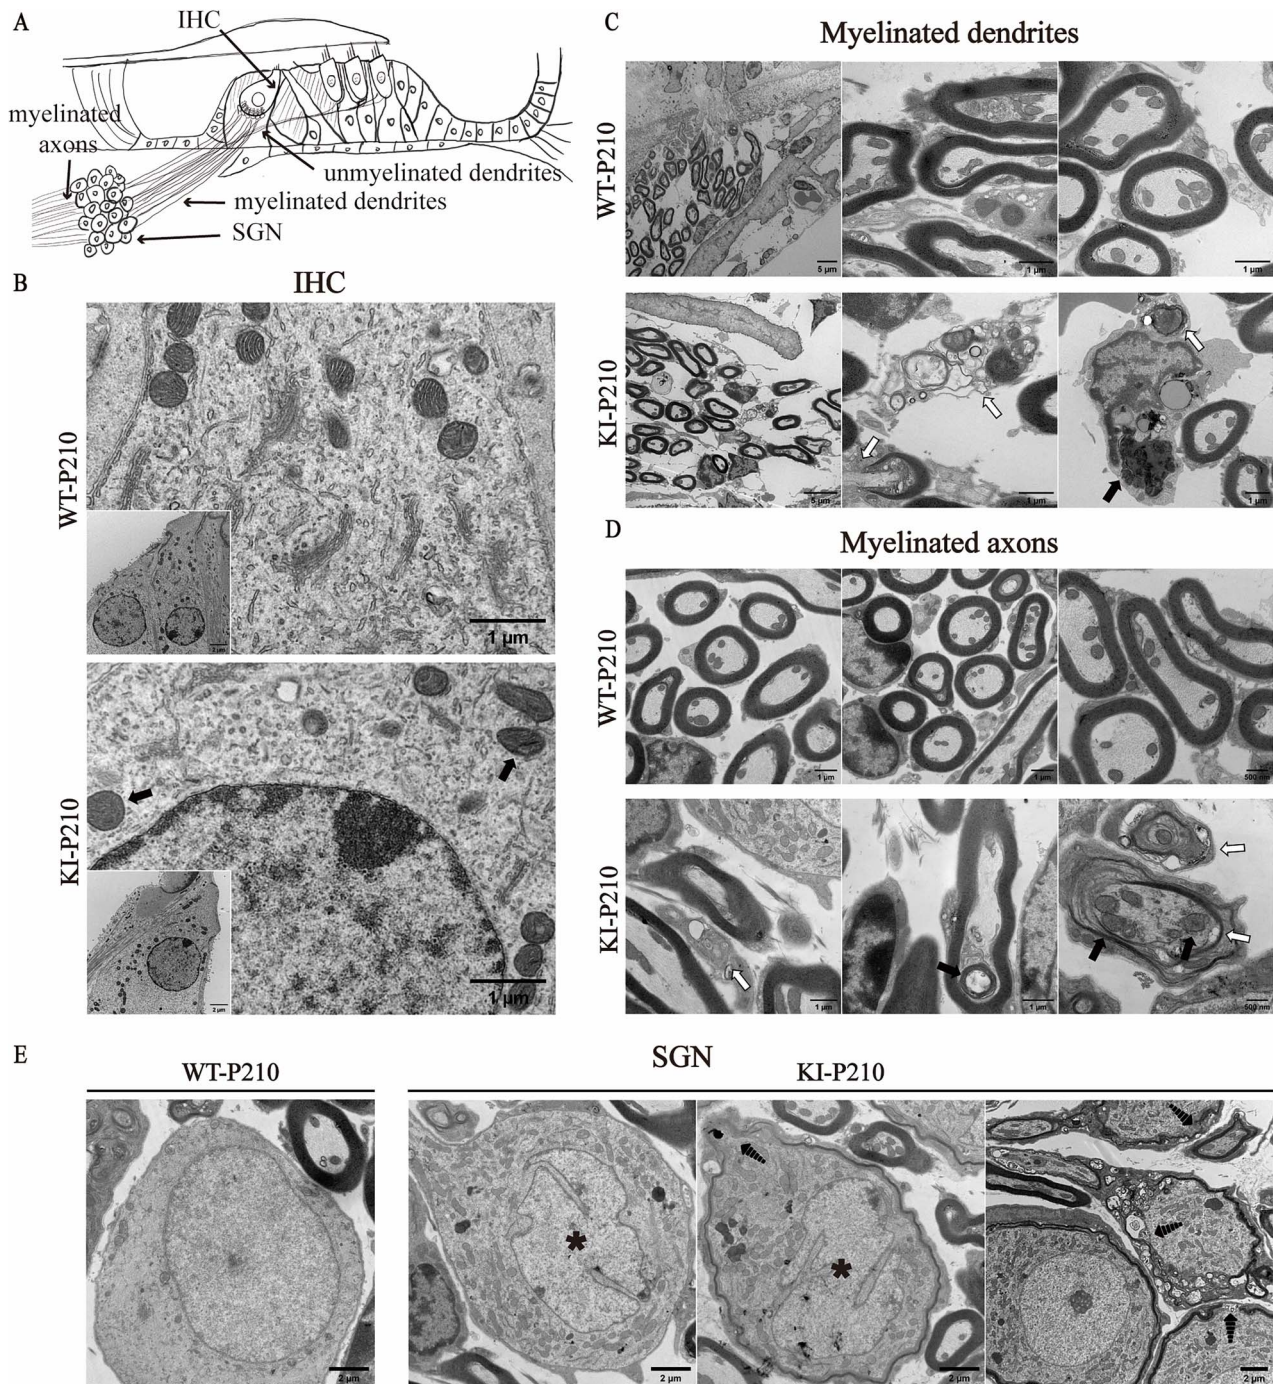 A
IHC
myelinated
axons
unmyelinated dendrites
myelinated dendrites
SGN
B
IHC
WT-P210
1 µm
2 µm
KI-P210
1 µm
2 µm
C
Myelinated dendrites
WT-P210
5 µm
1 µm
1 µm
KI-P210
5 µm
1 µm
1 µm
D
Myelinated axons
WT-P210
1 µm
1 µm
500 nm
KI-P210
1 µm
1 µm
500 nm
E
SGN
WT-P210
KI-P210
*
*
2 µm
2 µm
2 µm
2 µm